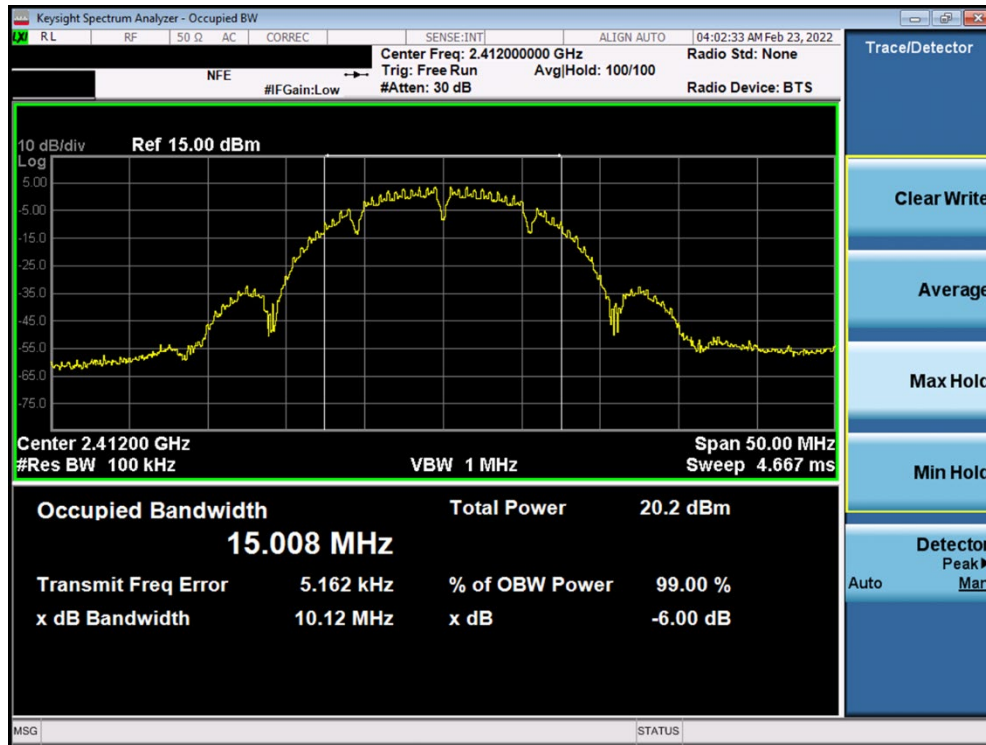 Keysight Spectrum Analyzer - Occupied BW
LXI RL RF 50 Ω AC CORREC SENSE:INT ALIGN AUTO 04:02:33 AM Feb 23, 2022
Center Freq: 2.412000000 GHz Radio Std: None
NFE Trig: Free Run Avg|Hold: 100/100
#IFGain:Low #Atten: 30 dB Radio Device: BTS
Trace/Detector
10 dB/div Ref 15.00 dBm
Log
5.00
-5.00
-15.0
-25.0
-35.0
-45.0
-55.0
-65.0
-75.0
Center 2.41200 GHz Span 50.00 MHz
#Res BW 100 kHz VBW 1 MHz Sweep 4.667 ms
Occupied Bandwidth Total Power 20.2 dBm
15.008 MHz
Transmit Freq Error 5.162 kHz % of OBW Power 99.00 %
x dB Bandwidth 10.12 MHz x dB -6.00 dB
Clear Write
Average
Max Hold
Min Hold
Detector
Peak▶
Auto Man
MSG STATUS